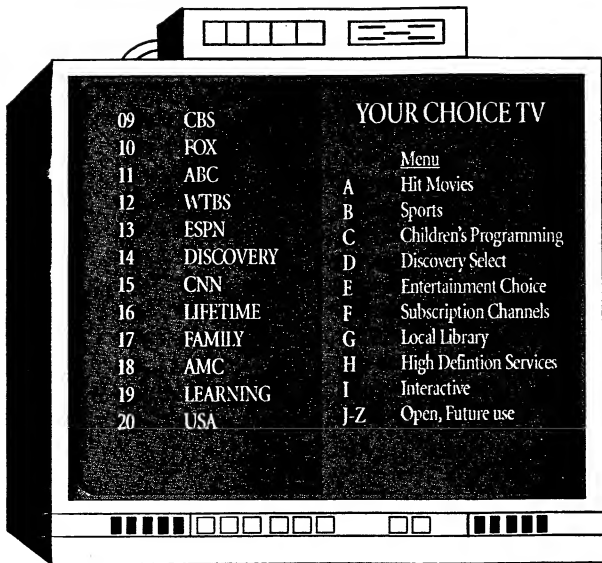 09 CBS
10 FOX
11 ABC
12 WTBS
13 ESPN
14 DISCOVERY
15 CNN
16 LIFETIME
17 FAMILY
18 AMC
19 LEARNING
20 USA
YOUR CHOICE TV
Menu
A Hit Movies
B Sports
C Children's Programming
D Discovery Select
E Entertainment Choice
F Subscription Channels
G Local Library
H High Defintion Services
I Interactive
J-Z Open, Future use